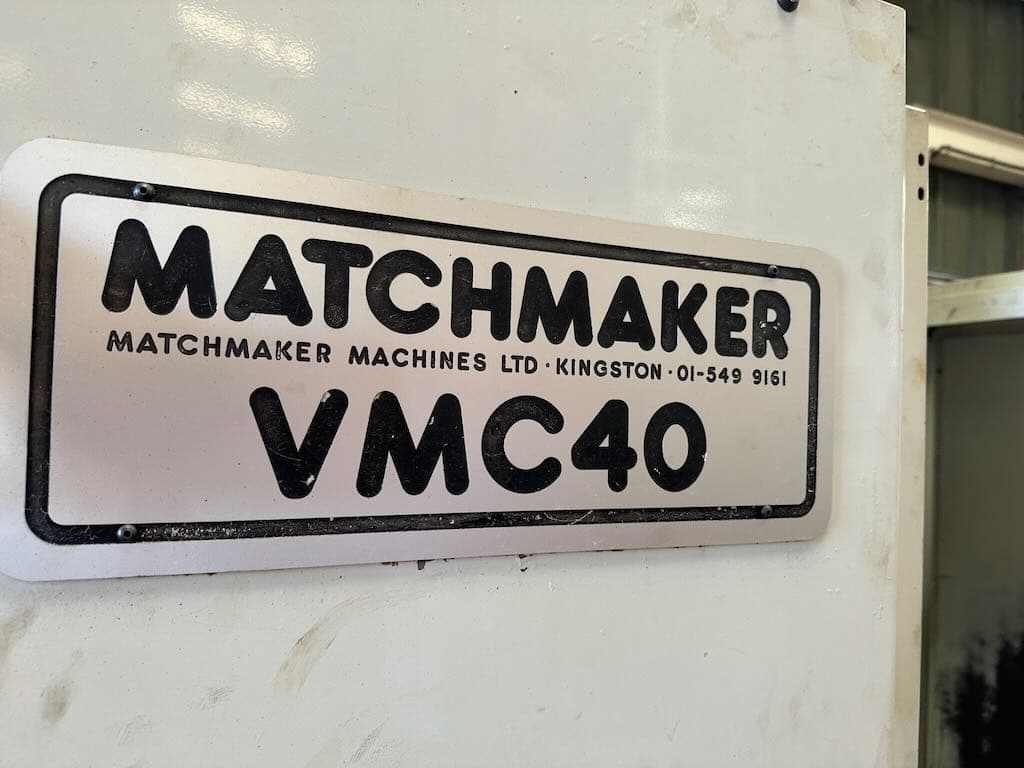 MATCHMAKER
MATCHMAKER MACHINES LTD · KINGSTON · 01-549 9161
VMC40